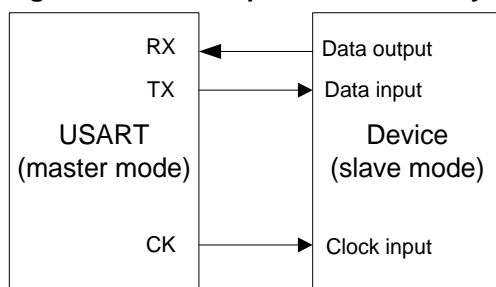 RX
Data output
TX
Data input
USART
(master mode)
Device
(slave mode)
CK
Clock input